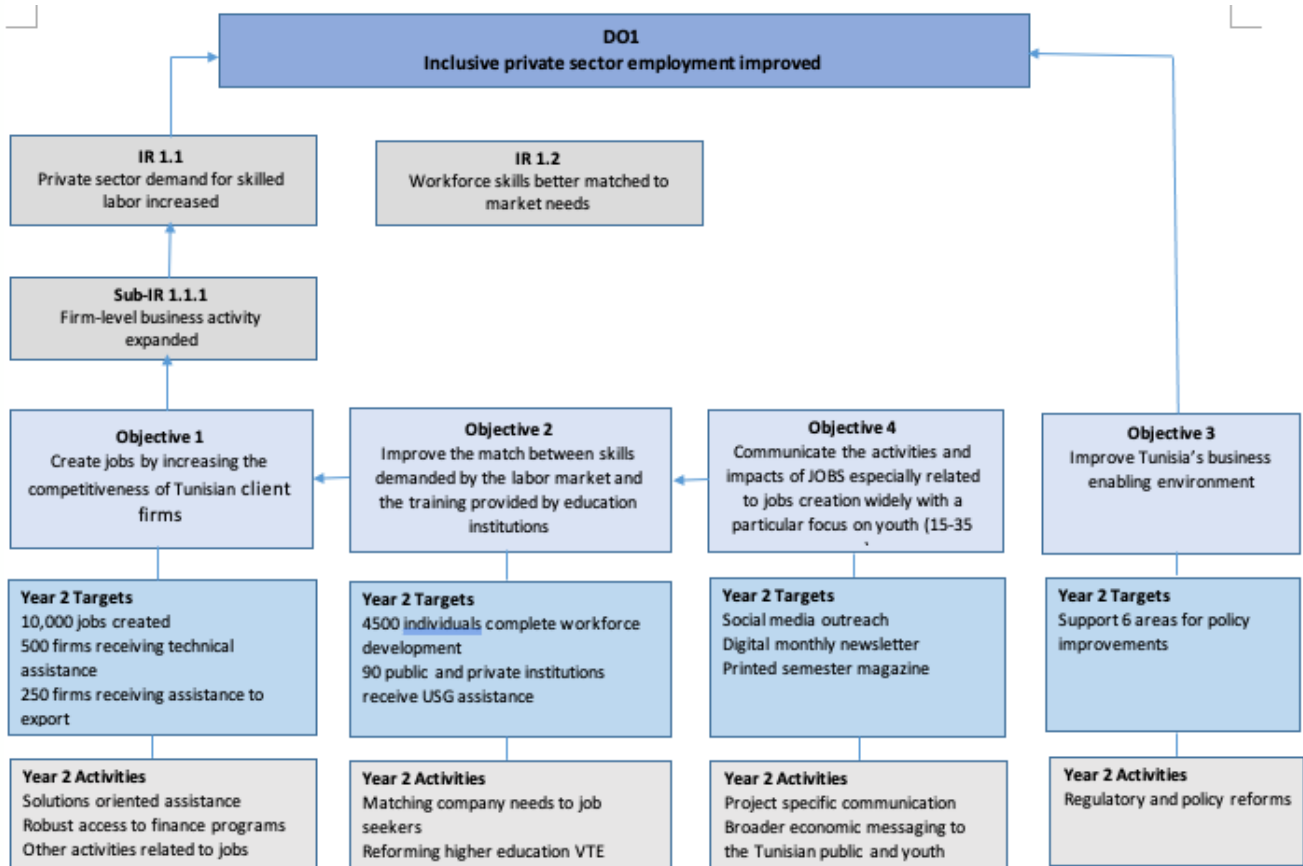 DO1
Inclusive private sector employment improved
IR 1.1
Private sector demand for skilled
labor increased
IR 1.2
Workforce skills better matched to
market needs
Sub-IR 1.1.1
Firm-level business activity
expanded
Objective 1
Create jobs by increasing the
competitiveness of Tunisian client
firms
Objective 2
Improve the match between skills
demanded by the labor market and
the training provided by education
institutions
Objective 4
Communicate the activities and
impacts of JOBS especially related
to jobs creation widely with a
particular focus on youth (15-35
Objective 3
Improve Tunisia's business
enabling environment
Year 2 Targets
10,000 jobs created
500 firms receiving technical
assistance
250 firms receiving assistance to
export
Year 2 Targets
4500 individuals complete workforce
development
90 public and private institutions
receive USG assistance
Year 2 Targets
Social media outreach
Digital monthly newsletter
Printed semester magazine
Year 2 Targets
Support 6 areas for policy
improvements
Year 2 Activities
Solutions oriented assistance
Robust access to finance programs
Other activities related to jobs
Year 2 Activities
Matching company needs to job
seekers
Reforming higher education VTE
Year 2 Activities
Project specific communication
Broader economic messaging to
the Tunisian public and youth
Year 2 Activities
Regulatory and policy reforms